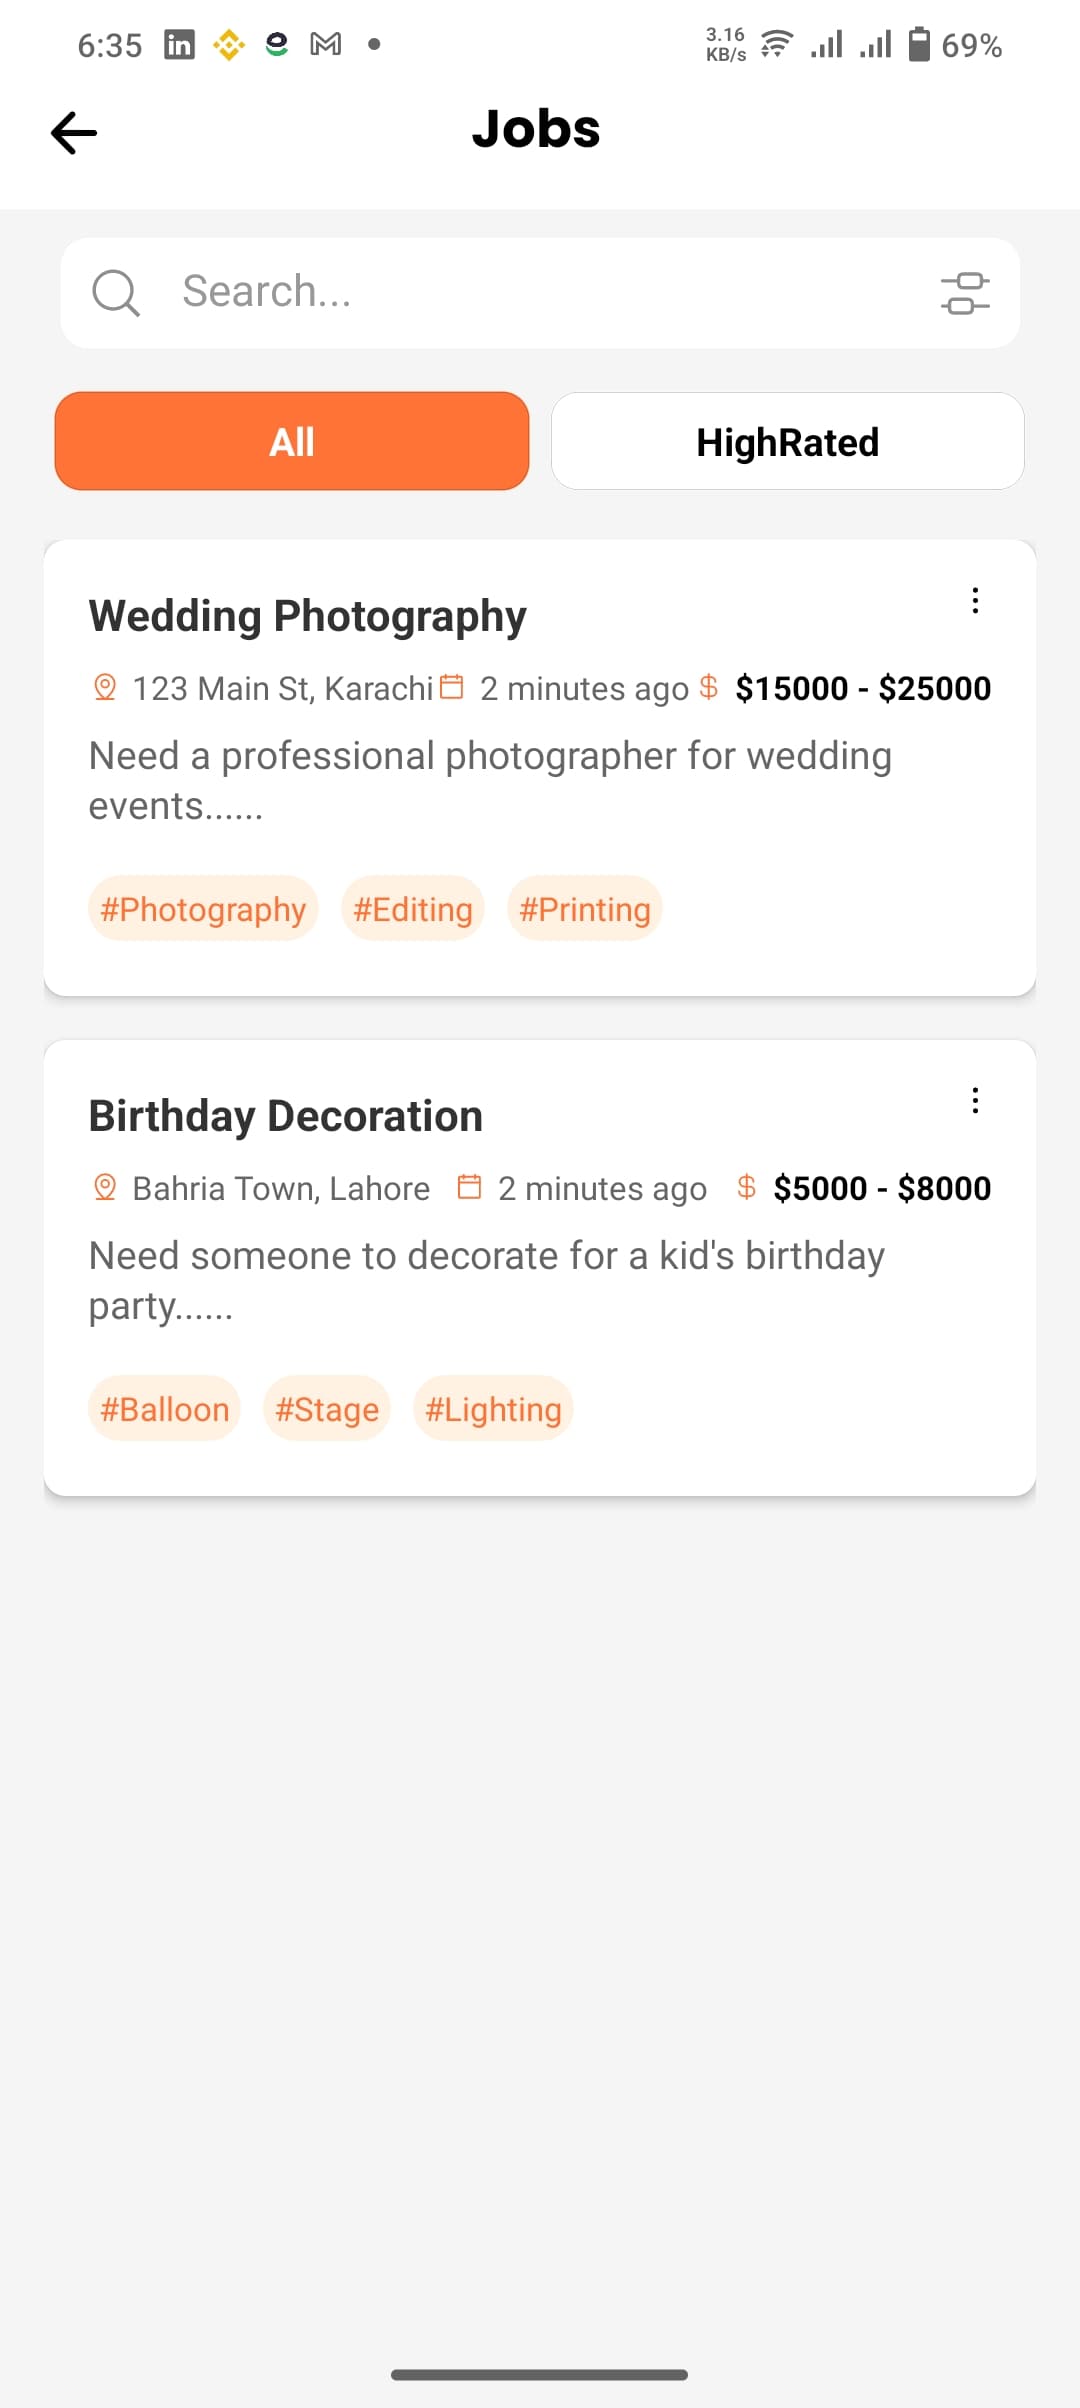 6:35 in 3.16 KB/s 69%
Jobs
Search...
All HighRated
Wedding Photography
123 Main St, Karachi 2 minutes ago $ $15000 - $25000
Need a professional photographer for wedding
events......
#Photography #Editing #Printing
Birthday Decoration
Bahria Town, Lahore 2 minutes ago $ $5000 - $8000
Need someone to decorate for a kid's birthday
party......
#Balloon #Stage #Lighting